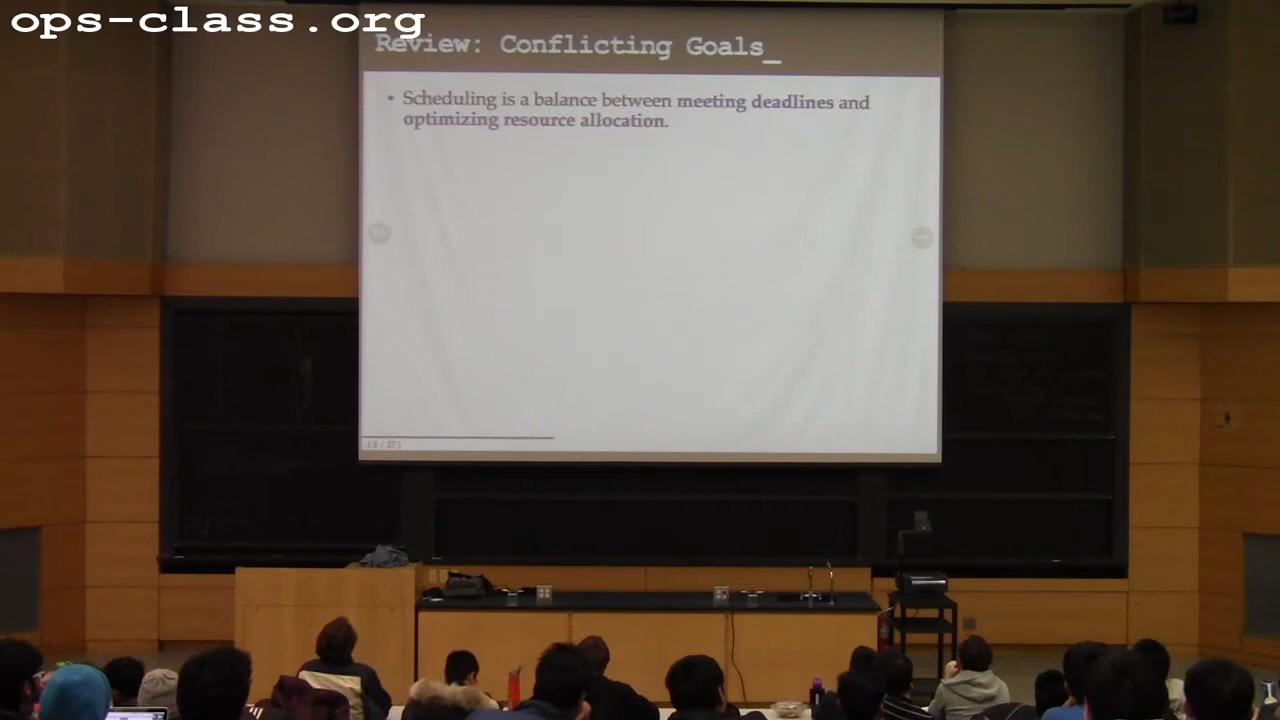 ops-class.org
Review: Conflicting Goals_
• Scheduling is a balance between meeting deadlines and
optimizing resource allocation.